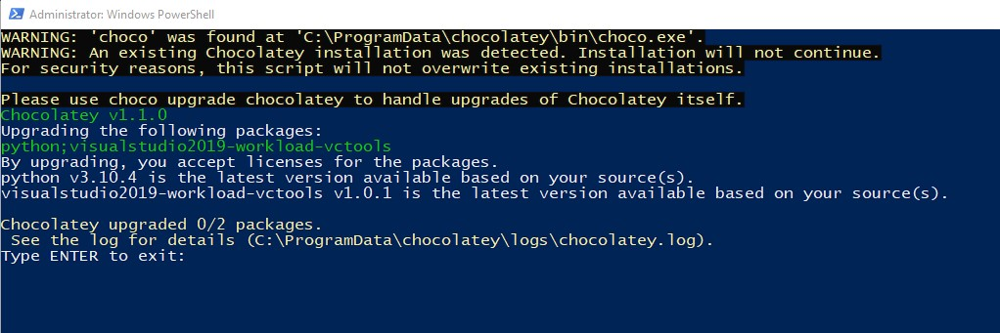 Administrator: Windows PowerShell
WARNING: 'choco' was found at 'C:\ProgramData\chocolatey\bin\choco.exe'.
WARNING: An existing Chocolatey installation was detected. Installation will not continue.
For security reasons, this script will not overwrite existing installations.
Please use choco upgrade chocolatey to handle upgrades of Chocolatey itself.
Chocolatey v1.1.0
Upgrading the following packages:
python;visualstudio2019-workload-vctools
By upgrading, you accept licenses for the packages.
python v3.10.4 is the latest version available based on your source(s).
visualstudio2019-workload-vctools v1.0.1 is the latest version available based on your source(s).
Chocolatey upgraded 0/2 packages.
See the log for details (C:\ProgramData\chocolatey\logs\chocolatey.log).
Type ENTER to exit: